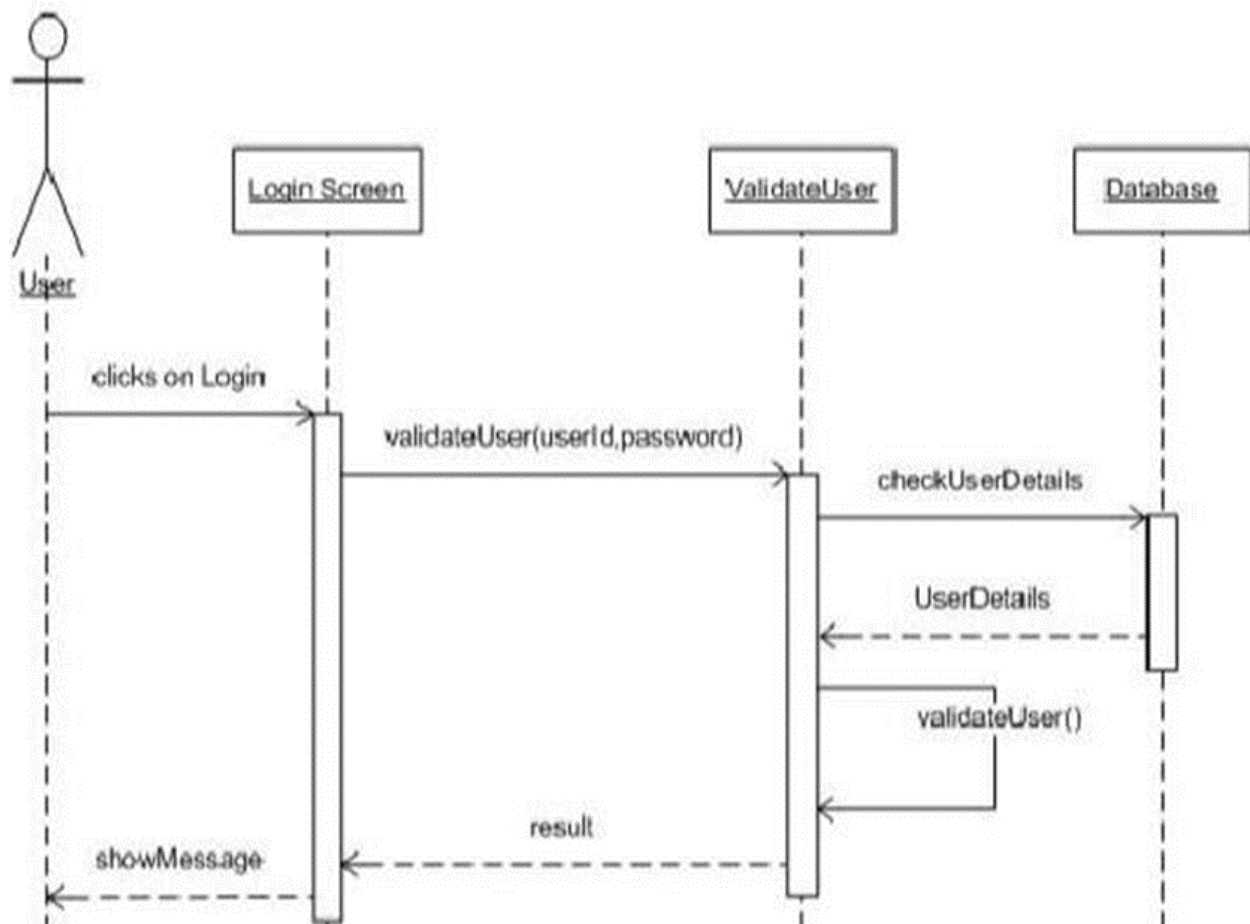 Login Screen
ValidateUser
Database
User
clicks on Login
validateUser(userId,password)
checkUserDetails
UserDetails
validateUser()
result
showMessage